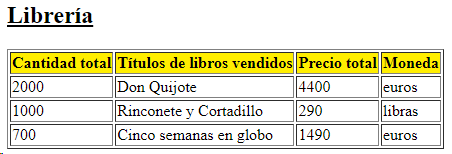 Librería
Cantidad total Títulos de libros vendidos Precio total Moneda
2000 Don Quijote 4400 euros
1000 Rinconete y Cortadillo 290 libras
700 Cinco semanas en globo 1490 euros